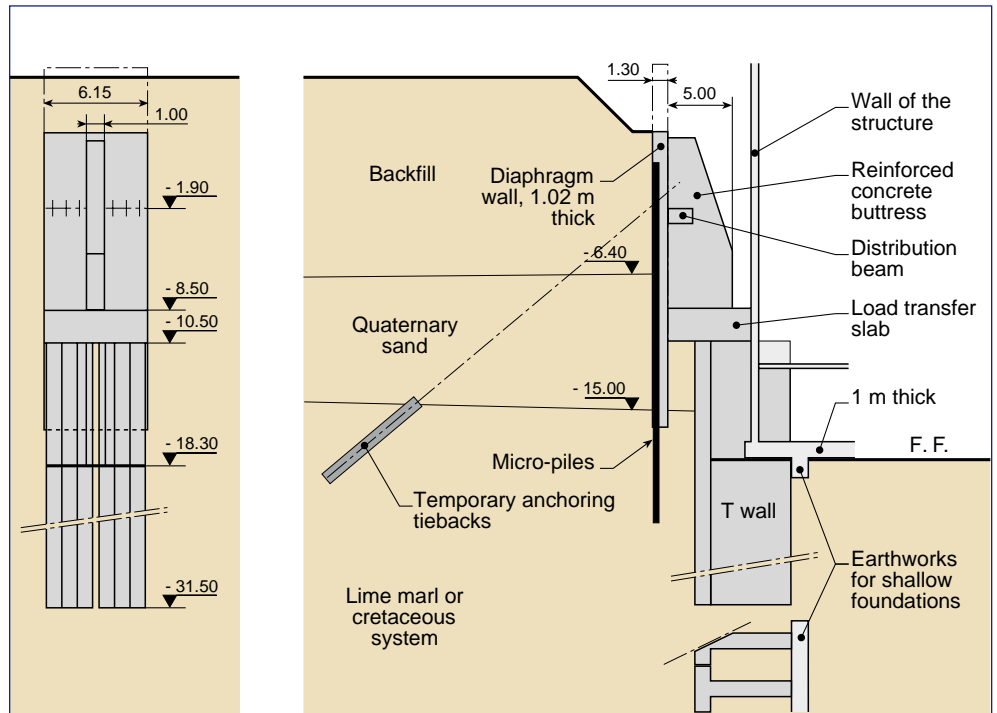 6.15
1.00
- 1.90
- 8.50
- 10.50
- 18.30
- 31.50
1.30
5.00
Backfill
Diaphragm
wall, 1.02 m
thick
- 6.40
Quaternary
sand
- 15.00
Micro-piles
Temporary anchoring
tiebacks
Lime marl or
cretaceous
system
Wall of the
structure
Reinforced
concrete
buttress
Distribution
beam
Load transfer
slab
1 m thick
F. F.
T wall
Earthworks
for shallow
foundations